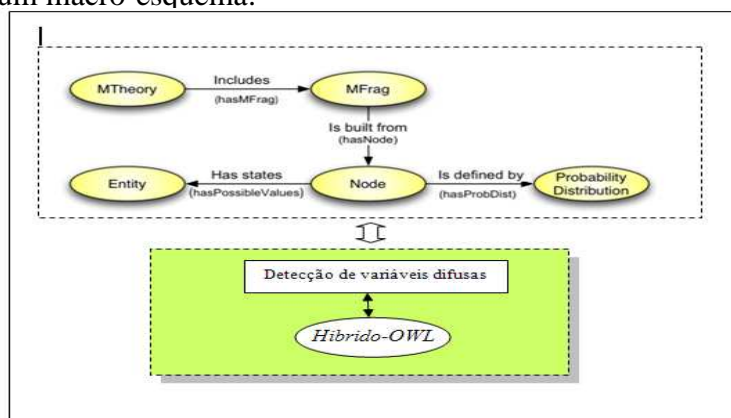 um macro-esquema.
MTheory
Includes
(hasMFrag)
MFrag
Is built from
(hasNode)
Entity
Has states
(hasPossibleValues)
Node
Is defined by
(hasProbDist)
Probability
Distribution
Detecção de variáveis difusas
Híbrido-OWL